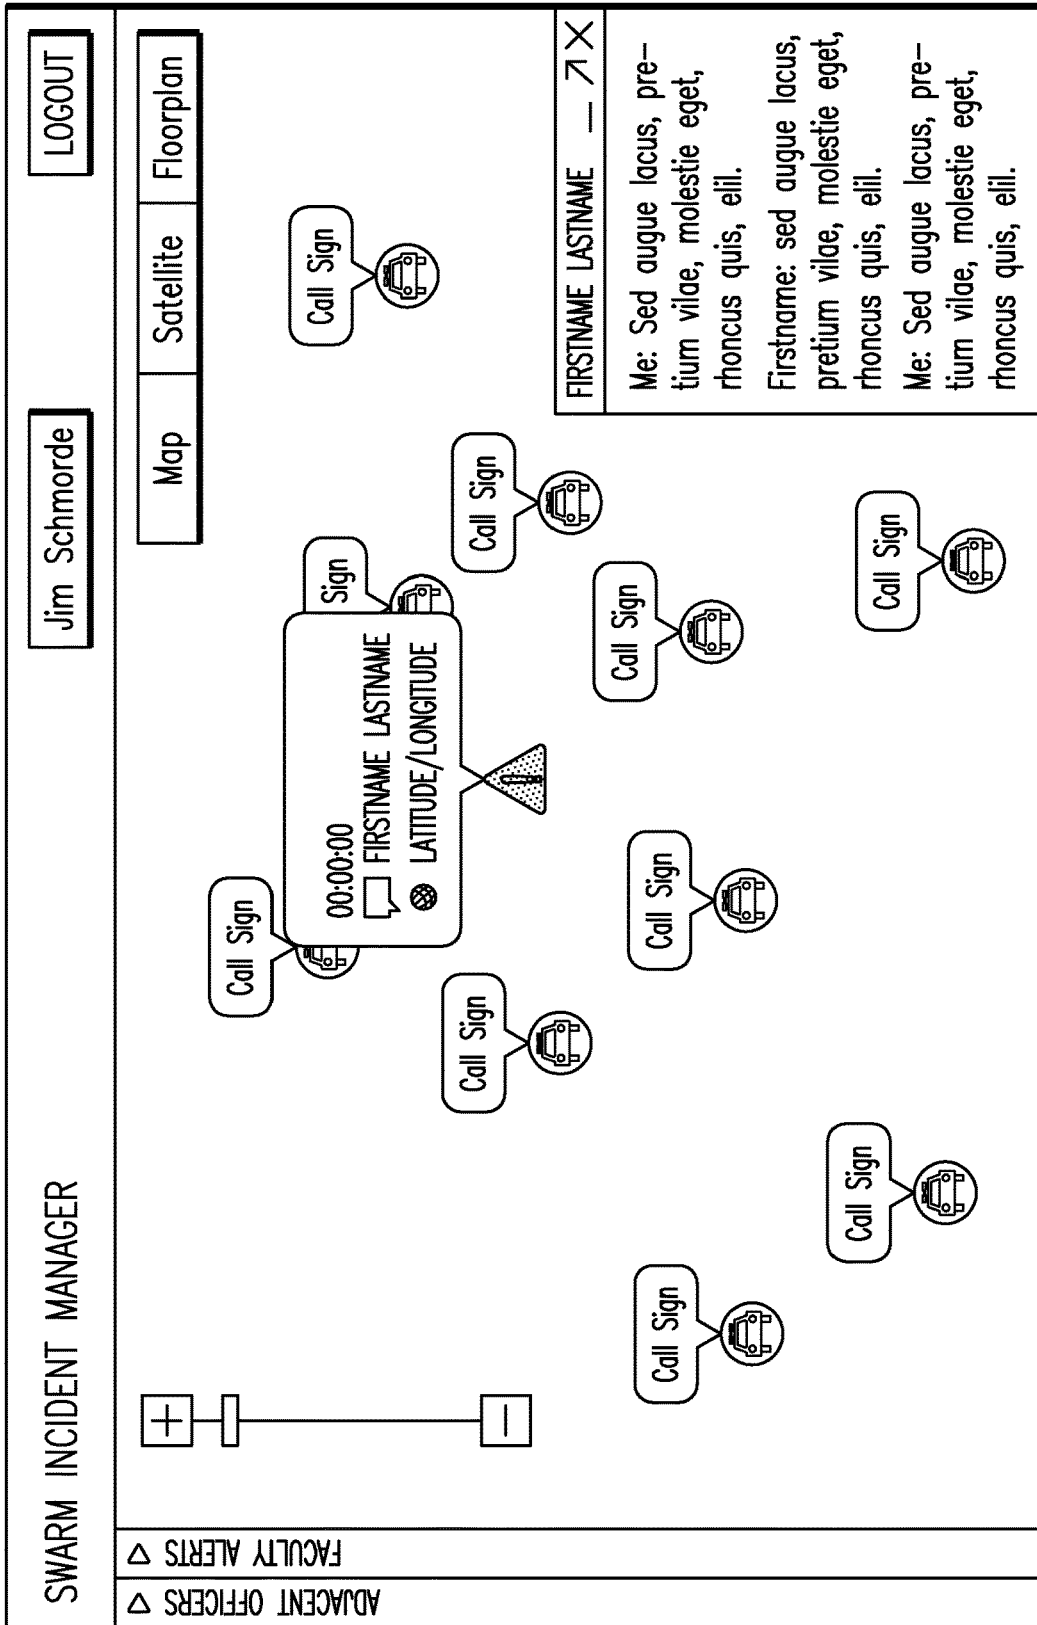 SWARM INCIDENT MANAGER
Jim Schmorde
LOGOUT
ADJACENT OFFICERS
FACULTY ALERTS
Map
Satellite
Floorplan
Call Sign
00:00:00
FIRSTNAME LASTNAME
LATITUDE/LONGITUDE
Sign
Call Sign
Call Sign
Call Sign
Call Sign
Call Sign
Call Sign
Call Sign
Call Sign
FIRSTNAME LASTNAME
Me: Sed augue lacus, pre-
tium vilae, molestie eget,
rhoncus quis, elil.
Firstname: sed augue lacus,
pretium vilae, molestie eget,
rhoncus quis, elil.
Me: Sed augue lacus, pre-
tium vilae, molestie eget,
rhoncus quis, elil.